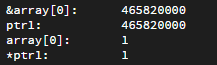 &array[0]:     465820000
ptrl:          465820000
array[0]:      1
*ptrl:         1